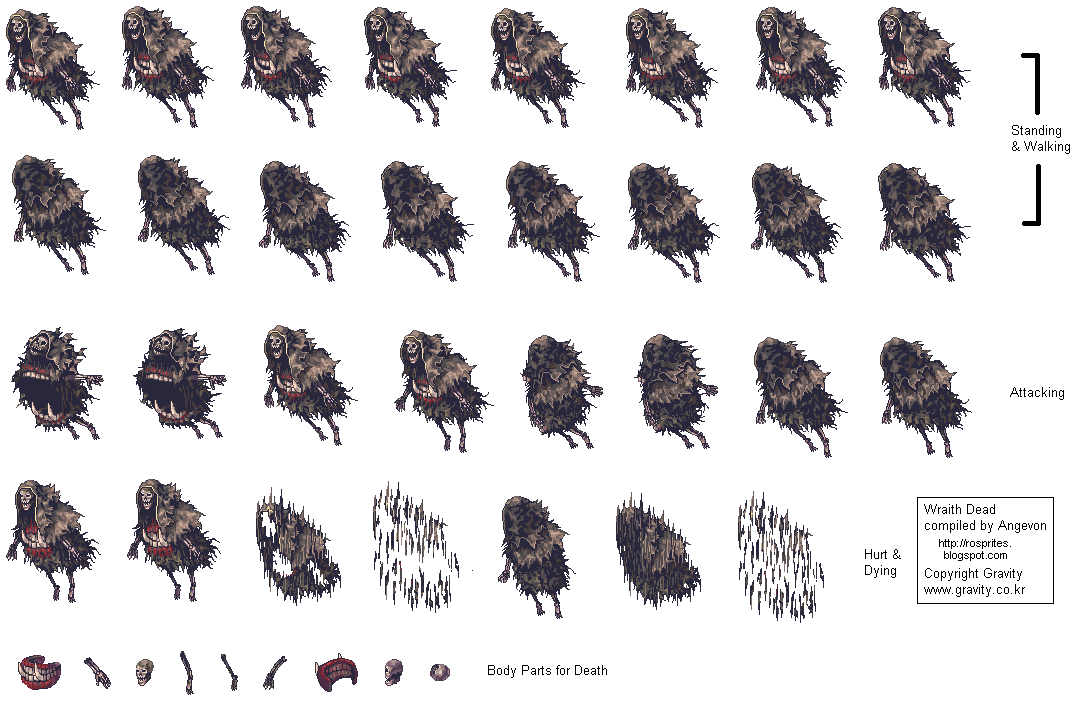 Standing
& Walking
Attacking
Wraith Dead
compiled by Angevon
http://rosprites.
blogspot.com
Copyright Gravity
www.gravity.co.kr
Hurt &
Dying
Body Parts for Death